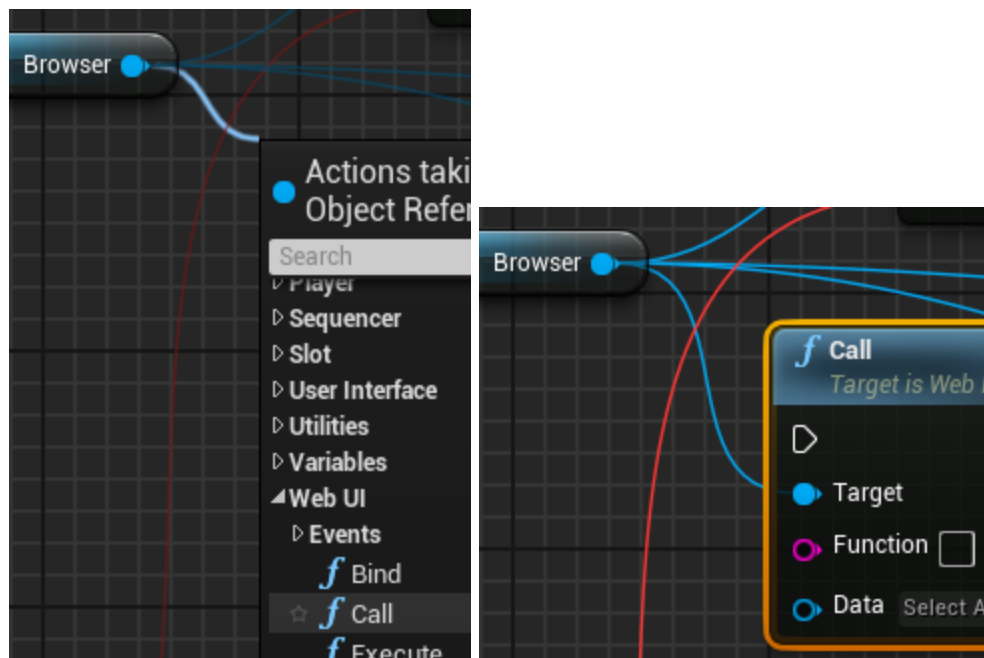 Browser
Actions taki
Object Refer
Search
Player
Sequencer
Slot
User Interface
Utilities
Variables
Web UI
Events
Bind
Call
Execute
Browser
Call
Target is Web
Target
Function
Data Select A